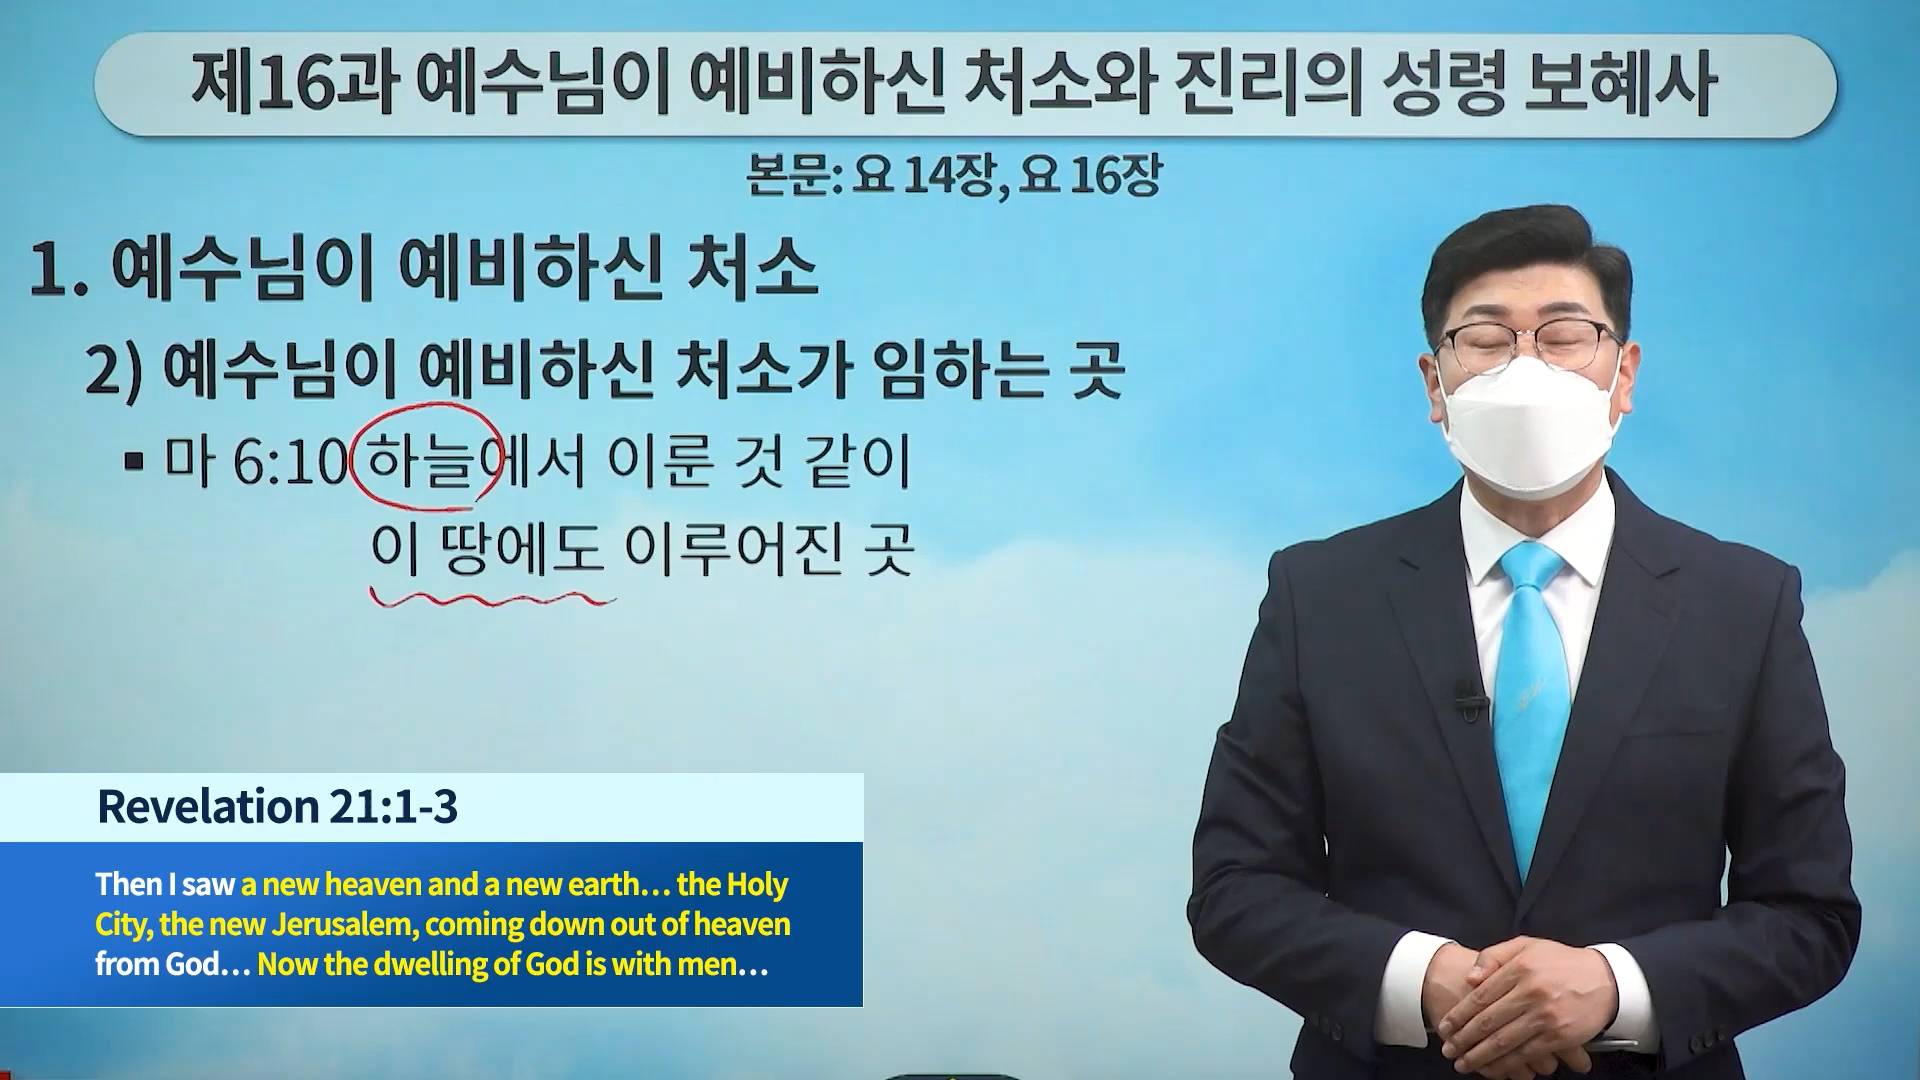 제16과 예수님이 예비하신 처소와 진리의 성령 보혜사
본문: 요 14장, 요 16장
1. 예수님이 예비하신 처소
2) 예수님이 예비하신 처소가 임하는 곳
▪ 마 6:10 하늘에서 이룬 것 같이
이 땅에도 이루어진 곳
Revelation 21:1-3
Then I saw a new heaven and a new earth… the Holy
City, the new Jerusalem, coming down out of heaven
from God… Now the dwelling of God is with men…